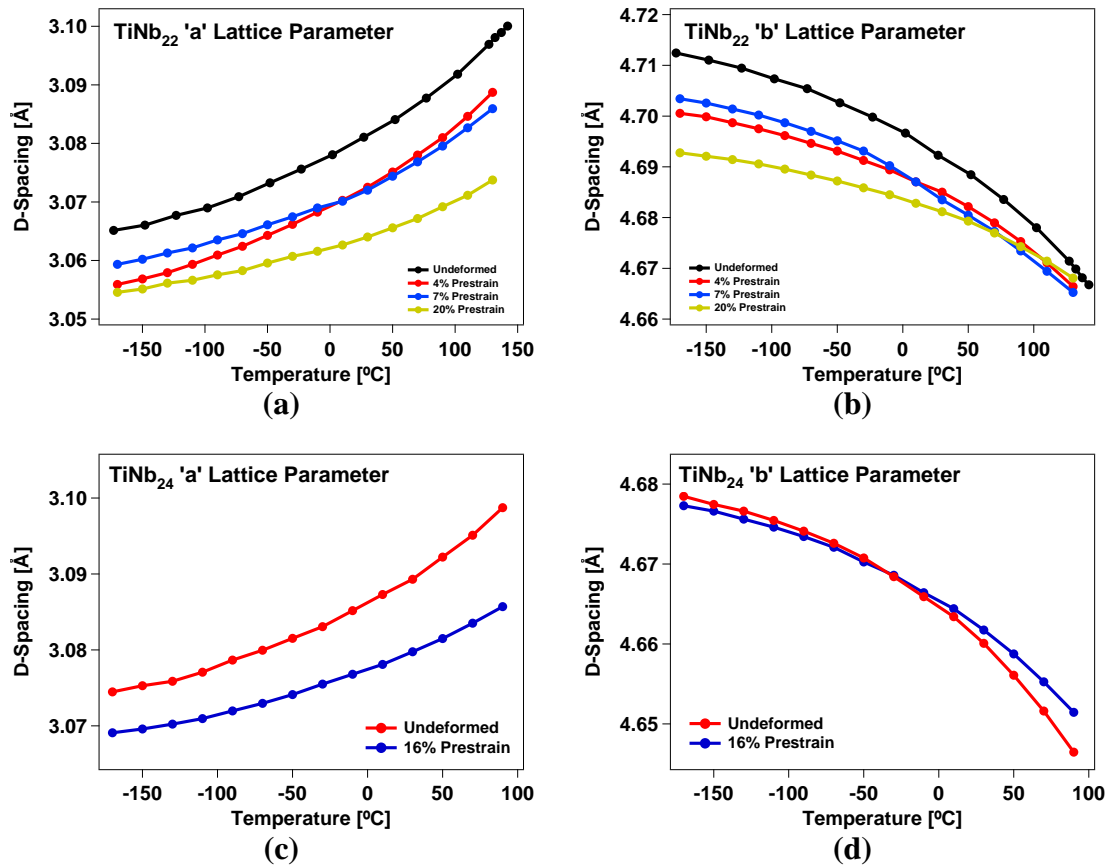 TiNb22 'a' Lattice Parameter
3.10
3.09
3.08
3.07
3.06
3.05
D-Spacing [Å]
Undeformed
4% Prestrain
7% Prestrain
20% Prestrain
-150 -100 -50 0 50 100 150
Temperature [ºC]
(a)
TiNb22 'b' Lattice Parameter
4.72
4.71
4.70
4.69
4.68
4.67
4.66
D-Spacing [Å]
Undeformed
4% Prestrain
7% Prestrain
20% Prestrain
-150 -100 -50 0 50 100
Temperature [ºC]
(b)
TiNb24 'a' Lattice Parameter
3.10
3.09
3.08
3.07
D-Spacing [Å]
Undeformed
16% Prestrain
-150 -100 -50 0 50 100
Temperature [ºC]
(c)
TiNb24 'b' Lattice Parameter
4.68
4.67
4.66
4.65
D-Spacing [Å]
Undeformed
16% Prestrain
-150 -100 -50 0 50 100
Temperature [ºC]
(d)